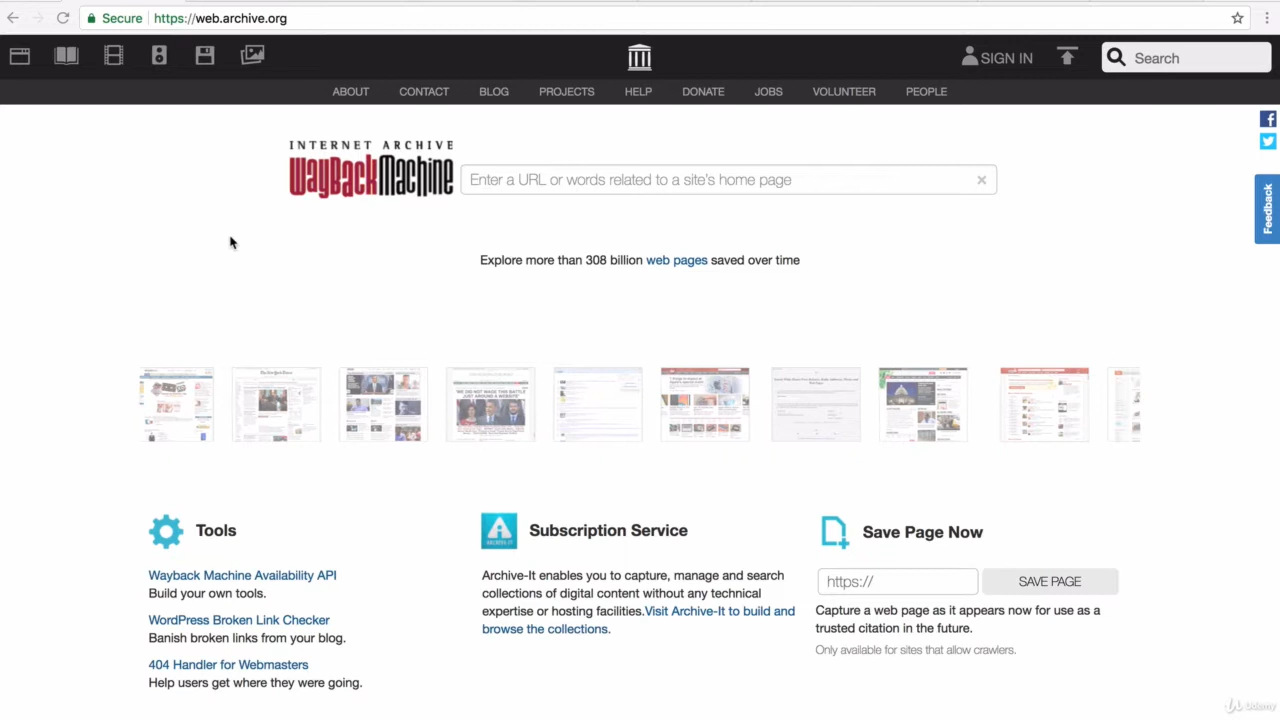 Secure https://web.archive.org
SIGN IN
Search
ABOUT CONTACT BLOG PROJECTS HELP DONATE JOBS VOLUNTEER PEOPLE
INTERNET ARCHIVE
WayBackMachine
Enter a URL or words related to a site's home page
Feedback
Explore more than 308 billion web pages saved over time
Tools
Wayback Machine Availability API
Build your own tools.
WordPress Broken Link Checker
Banish broken links from your blog.
404 Handler for Webmasters
Help users get where they were going.
ARCHIVE-IT
Subscription Service
Archive-It enables you to capture, manage and search
collections of digital content without any technical
expertise or hosting facilities.Visit Archive-It to build and
browse the collections.
Save Page Now
https://
SAVE PAGE
Capture a web page as it appears now for use as a
trusted citation in the future.
Only available for sites that allow crawlers.
Udemy